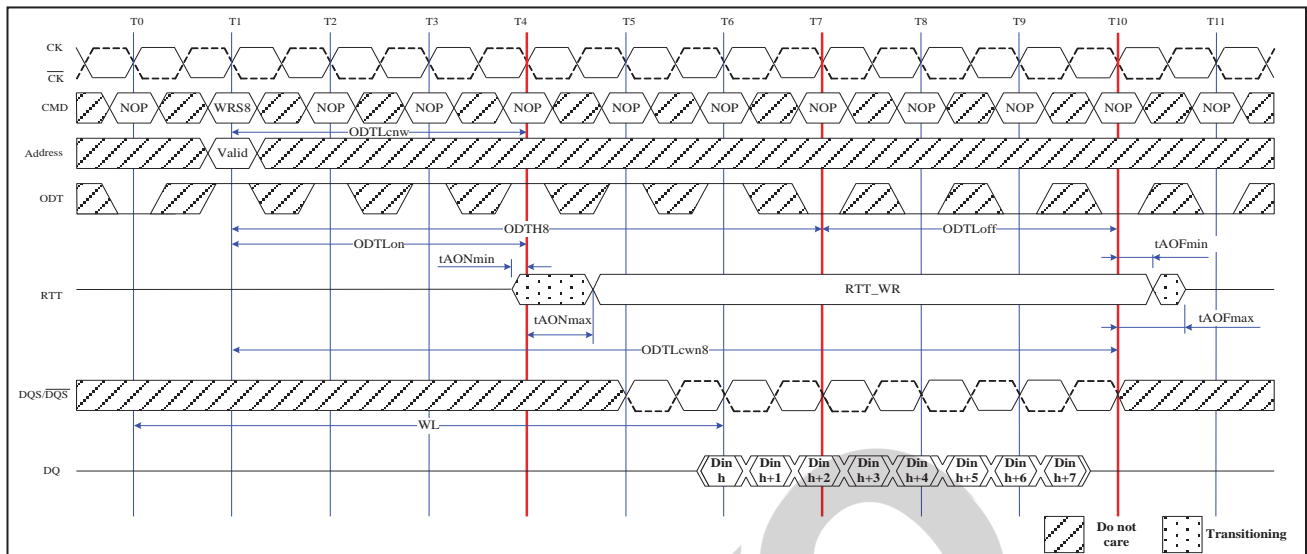 T0 T1 T2 T3 T4 T5 T6 T7 T8 T9 T10 T11
CK
CK
CMD NOP WRS8 NOP NOP NOP NOP NOP NOP NOP NOP NOP NOP
ODTLcnw
Address Valid
ODT
ODTH8 ODTLoff
ODTLon
tAONmin tAOFmin
RTT RTT_WR
tAONmax tAOFmax
ODTLcwn8
DQS/DQS
WL
DQ Din h Din h+1 Din h+2 Din h+3 Din h+4 Din h+5 Din h+6 Din h+7
Do not care Transitioning